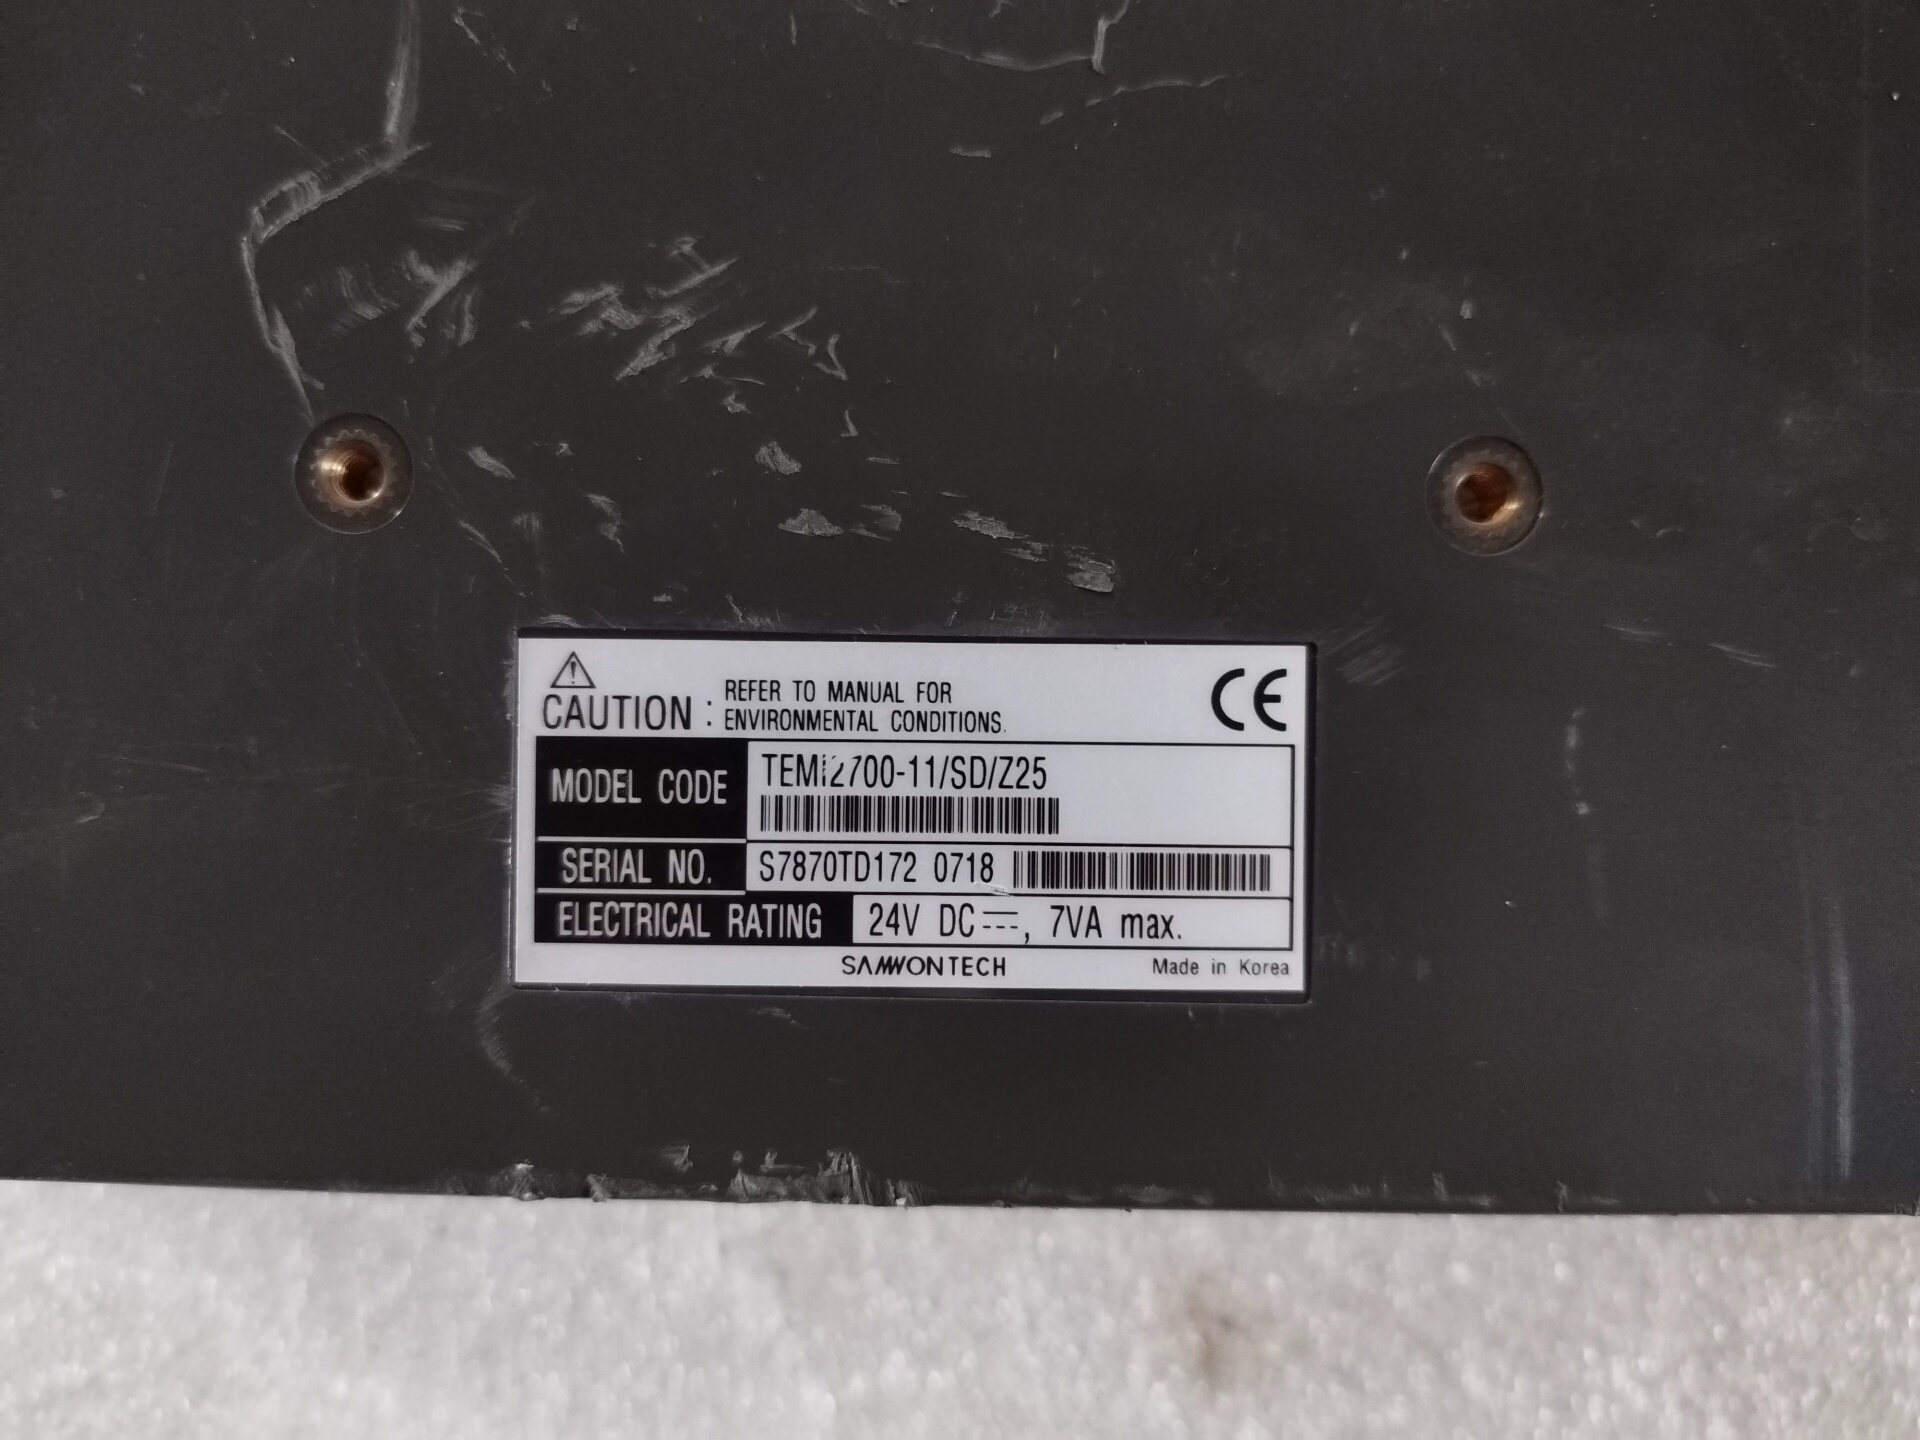 CAUTION : REFER TO MANUAL FOR
ENVIRONMENTAL CONDITIONS.
CE
MODEL CODE TEMI2700-11/SD/Z25
SERIAL NO. S7870TD172 0718
ELECTRICAL RATING 24V DC⎓, 7VA max.
SAMWONTECH Made in Korea